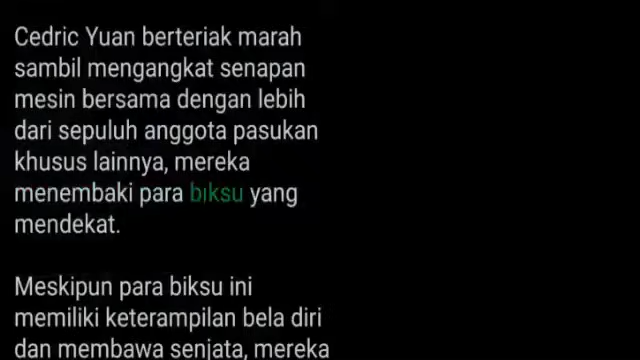 Cedric Yuan berteriak marah
sambil mengangkat senapan
mesin bersama dengan lebih
dari sepuluh anggota pasukan
khusus lainnya, mereka
menembaki para biksu yang
mendekat.
Meskipun para biksu ini
memiliki keterampilan bela diri
dan membawa senjata, mereka